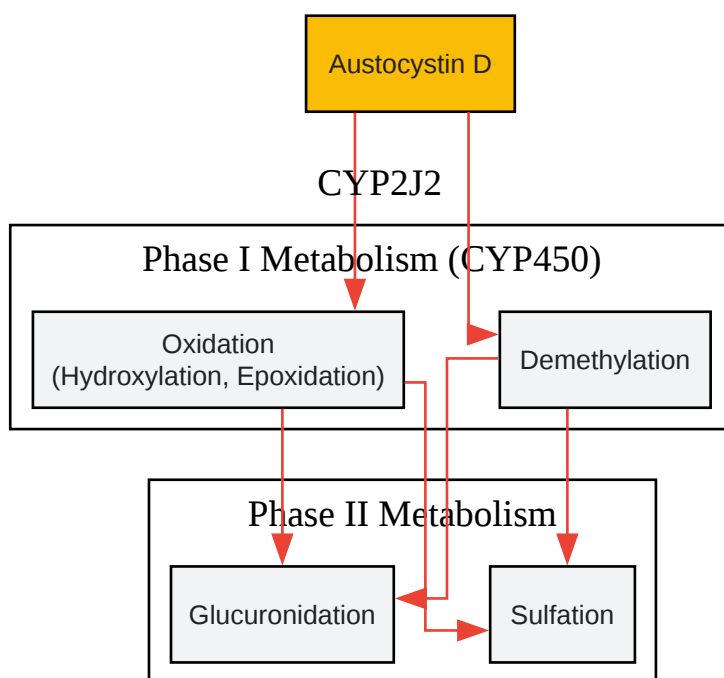 Austocystin D
CYP2J2
Phase I Metabolism (CYP450)
Oxidation
(Hydroxylation, Epoxidation)
Demethylation
Phase II Metabolism
Glucuronidation
Sulfation